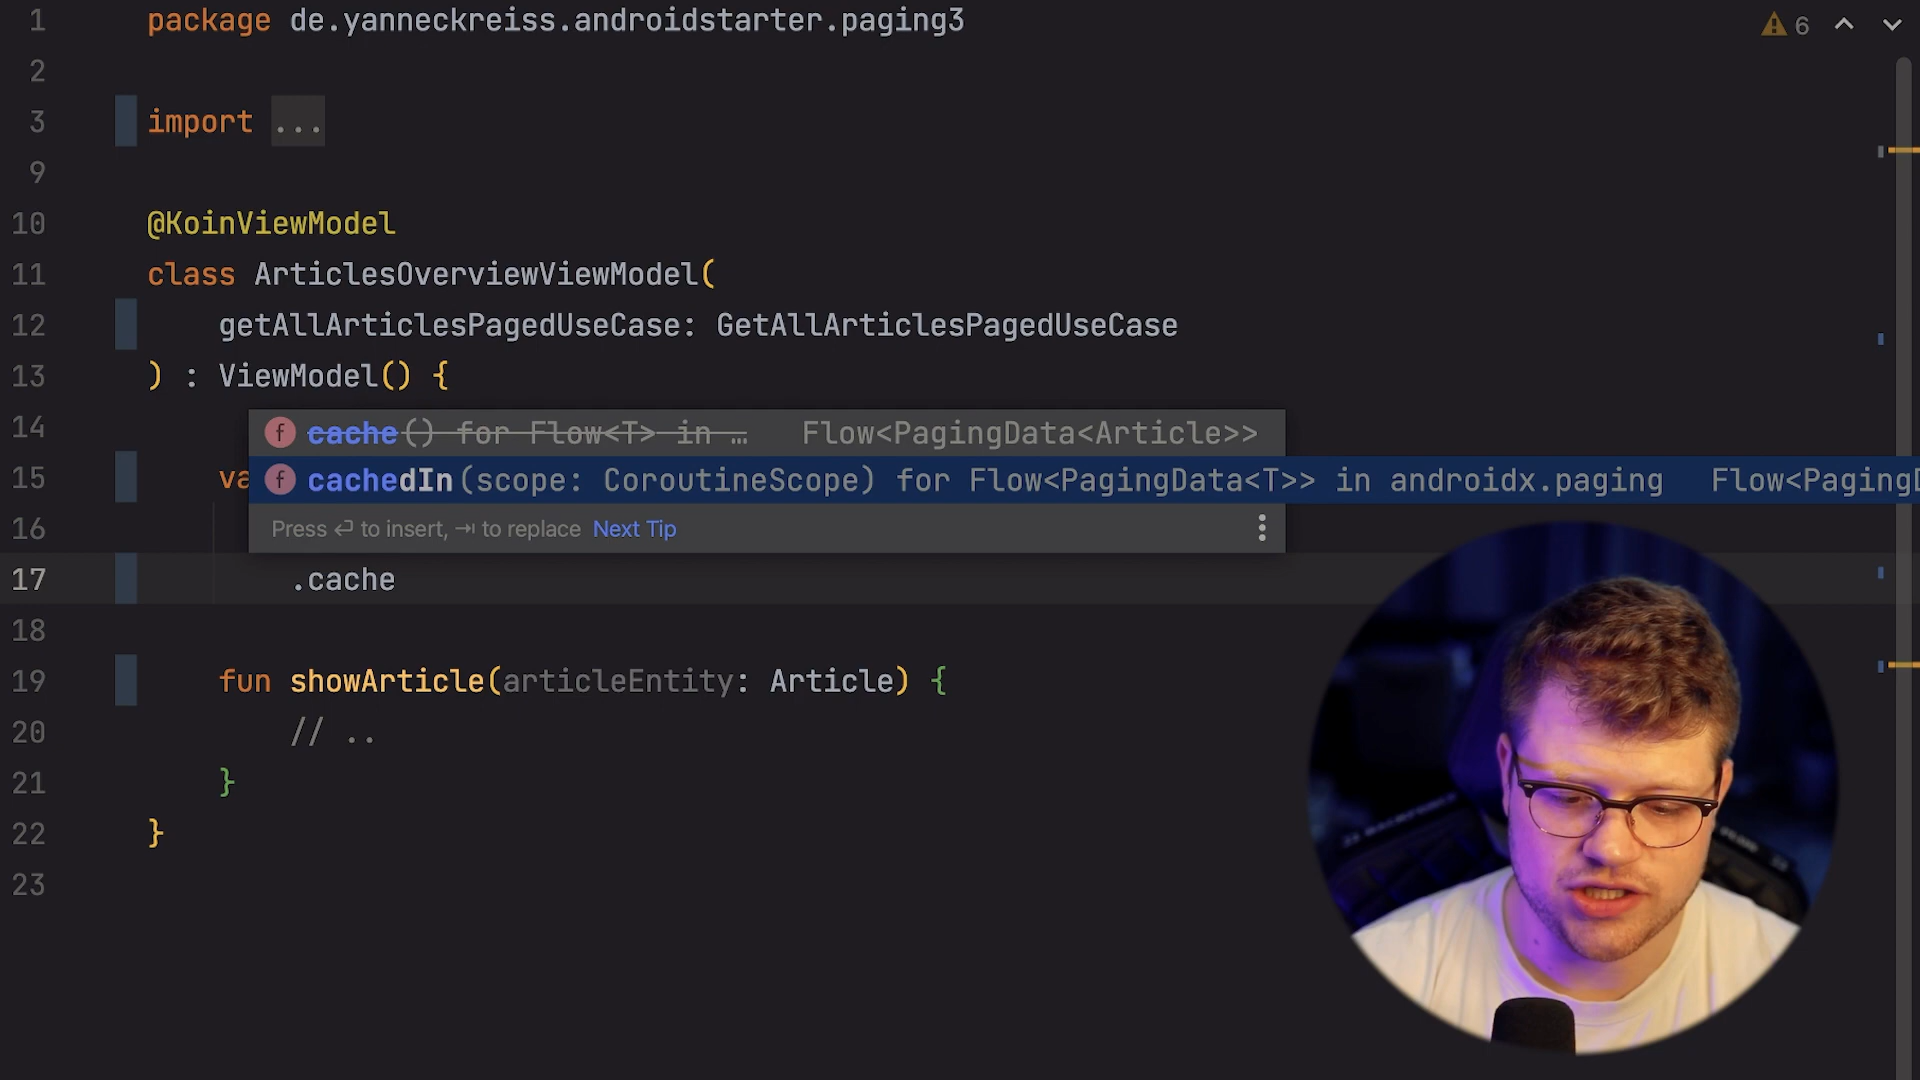 1 package de.yanneckreiss.androidstarter.paging3
6
2
3 import ...
9
10 @KoinViewModel
11 class ArticlesOverviewViewModel(
12 getAllArticlesPagedUseCase: GetAllArticlesPagedUseCase
13 ) : ViewModel() {
14
f cache() for Flow<T> in … Flow<PagingData<Article>>
15 va
f cachedIn(scope: CoroutineScope) for Flow<PagingData<T>> in androidx.paging Flow<PagingD
16
Press ⏎ to insert, ⇥ to replace Next Tip
17 .cache
18
19 fun showArticle(articleEntity: Article) {
20 // ..
21 }
22 }
23